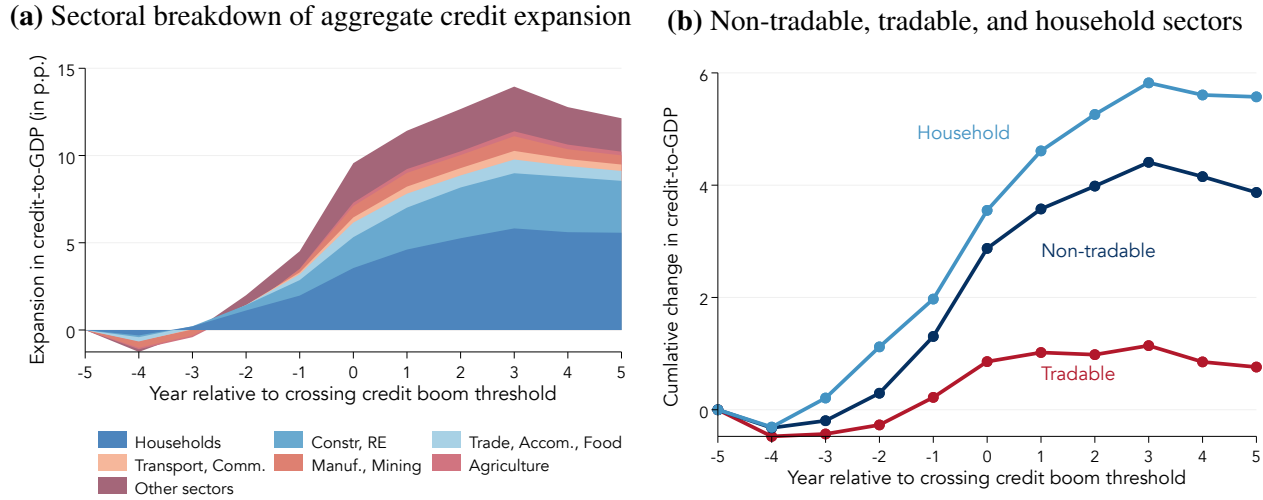 (a) Sectoral breakdown of aggregate credit expansion
Expansion in credit-to-GDP (in p.p.)
15
10
5
0
-5 -4 -3 -2 -1 0 1 2 3 4 5
Year relative to crossing credit boom threshold
Households Constr, RE Trade, Accom., Food
Transport, Comm. Manuf., Mining Agriculture
Other sectors
(b) Non-tradable, tradable, and household sectors
Cumlative change in credit-to-GDP
6
4
2
0
Household
Non-tradable
Tradable
-5 -4 -3 -2 -1 0 1 2 3 4 5
Year relative to crossing credit boom threshold